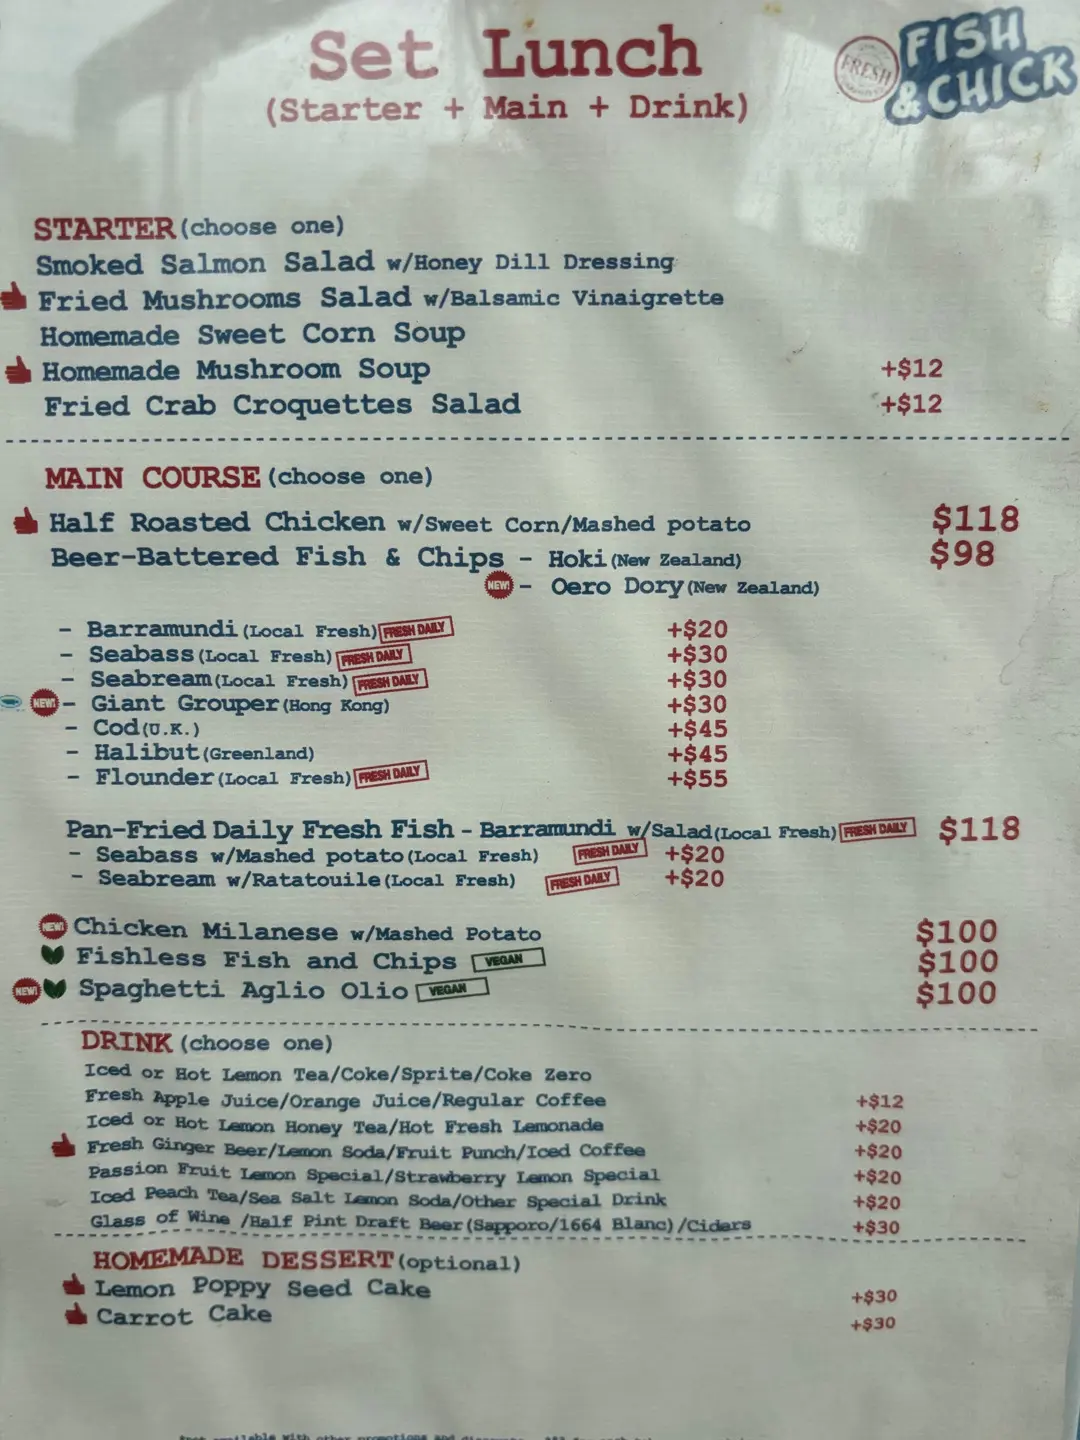 Set Lunch
(Starter + Main + Drink)
FRESH
FISH
& CHICK
STARTER (choose one)
Smoked Salmon Salad w/Honey Dill Dressing
Fried Mushrooms Salad w/Balsamic Vinaigrette
Homemade Sweet Corn Soup
Homemade Mushroom Soup +$12
Fried Crab Croquettes Salad +$12
MAIN COURSE (choose one)
Half Roasted Chicken w/Sweet Corn/Mashed potato $118
Beer-Battered Fish & Chips - Hoki (New Zealand) $98
NEW! - Oero Dory (New Zealand)
- Barramundi (Local Fresh) FRESH DAILY +$20
- Seabass (Local Fresh) FRESH DAILY +$30
- Seabream (Local Fresh) FRESH DAILY +$30
NEW! - Giant Grouper (Hong Kong) +$30
- Cod (U.K.) +$45
- Halibut (Greenland) +$45
- Flounder (Local Fresh) FRESH DAILY +$55
Pan-Fried Daily Fresh Fish - Barramundi w/Salad (Local Fresh) FRESH DAILY $118
- Seabass w/Mashed potato (Local Fresh) FRESH DAILY +$20
- Seabream w/Ratatouile (Local Fresh) FRESH DAILY +$20
NEW! Chicken Milanese w/Mashed Potato $100
Fishless Fish and Chips VEGAN $100
NEW! Spaghetti Aglio Olio VEGAN $100
DRINK (choose one)
Iced or Hot Lemon Tea/Coke/Sprite/Coke Zero
Fresh Apple Juice/Orange Juice/Regular Coffee +$12
Iced or Hot Lemon Honey Tea/Hot Fresh Lemonade +$20
Fresh Ginger Beer/Lemon Soda/Fruit Punch/Iced Coffee +$20
Passion Fruit Lemon Special/Strawberry Lemon Special +$20
Iced Peach Tea/Sea Salt Lemon Soda/Other Special Drink +$20
Glass of Wine /Half Pint Draft Beer (Sapporo/1664 Blanc) /Ciders +$30
HOMEMADE DESSERT (optional)
Lemon Poppy Seed Cake +$30
Carrot Cake +$30
available with other promotions and